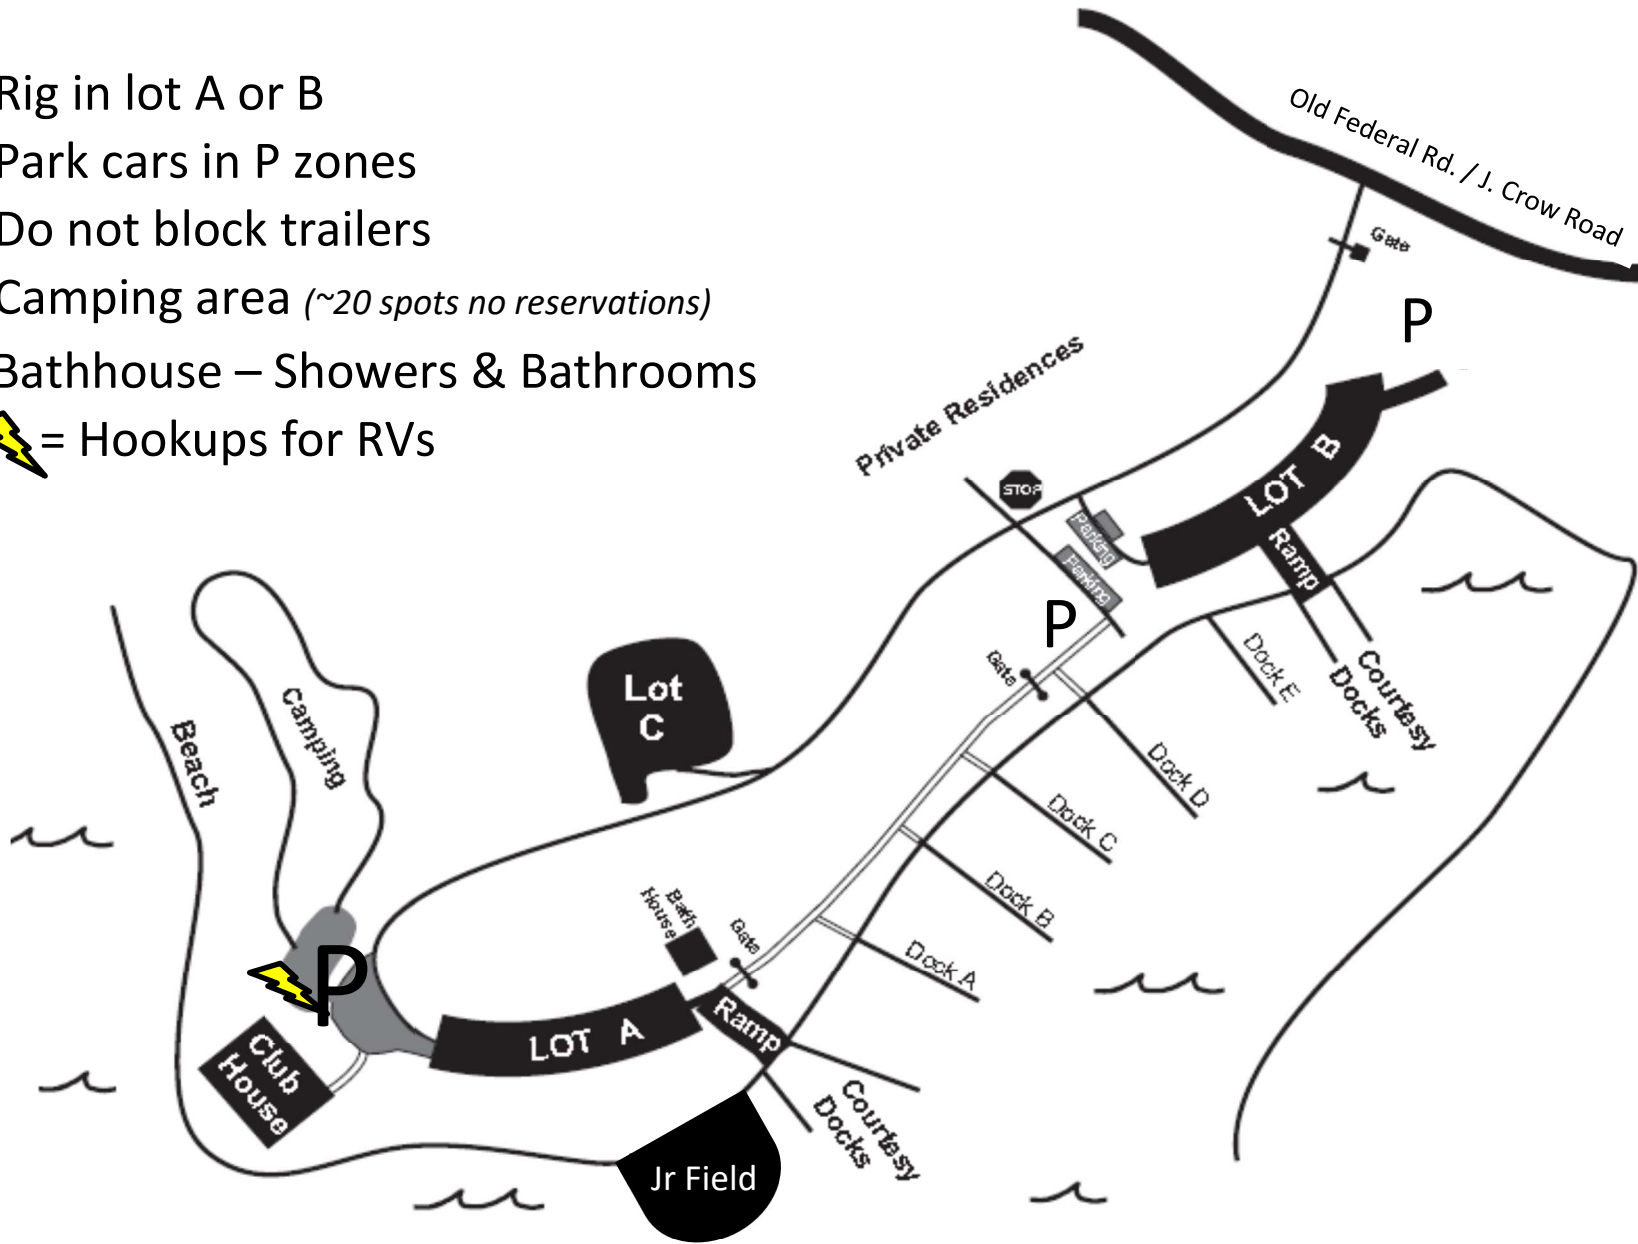 Rig in lot A or B
Park cars in P zones
Do not block trailers
Camping area (~20 spots no reservations)
Bathhouse – Showers & Bathrooms
= Hookups for RVs
Old Federal Rd. / J. Crow Road
Gate
P
Private Residences
STOP
Parking
Parking
LOT B
Ramp
P
Gate
Dock E
Courtesy
Docks
Lot
C
Dock D
Camping
Beach
Dock C
Dock B
Bath
House
Gate
Dock A
P
LOT A
Ramp
Club
House
Courtesy
Docks
Jr Field